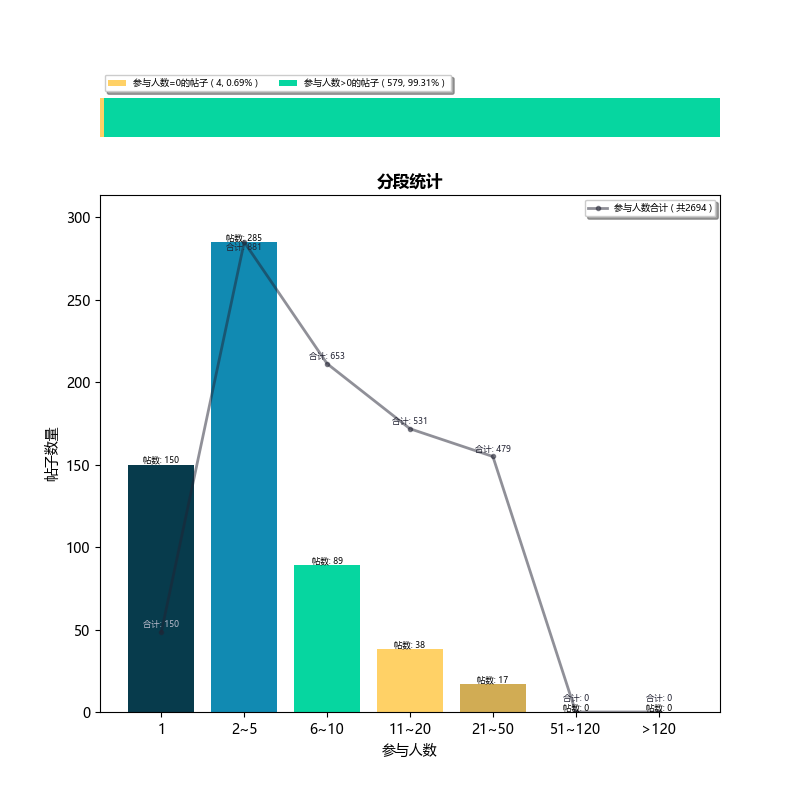 参与人数=0的帖子 ( 4, 0.69% ) 参与人数>0的帖子 ( 579, 99.31% )
分段统计
参与人数合计 ( 共2694 )
帖子数量
300
250
200
150
100
50
0
帖数: 150
合计: 150
帖数: 285
合计: 881
合计: 653
帖数: 89
合计: 531
帖数: 38
合计: 479
帖数: 17
合计: 0
帖数: 0
合计: 0
帖数: 0
1 2~5 6~10 11~20 21~50 51~120 >120
参与人数